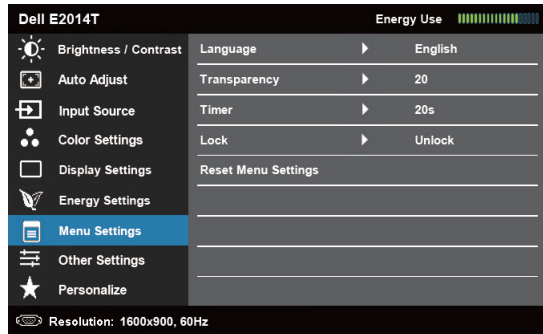 Dell E2014T Energy Use
Brightness / Contrast Language English
Auto Adjust Transparency 20
Input Source Timer 20s
Color Settings Lock Unlock
Display Settings Reset Menu Settings
Energy Settings
Menu Settings
Other Settings
Personalize
Resolution: 1600x900, 60Hz